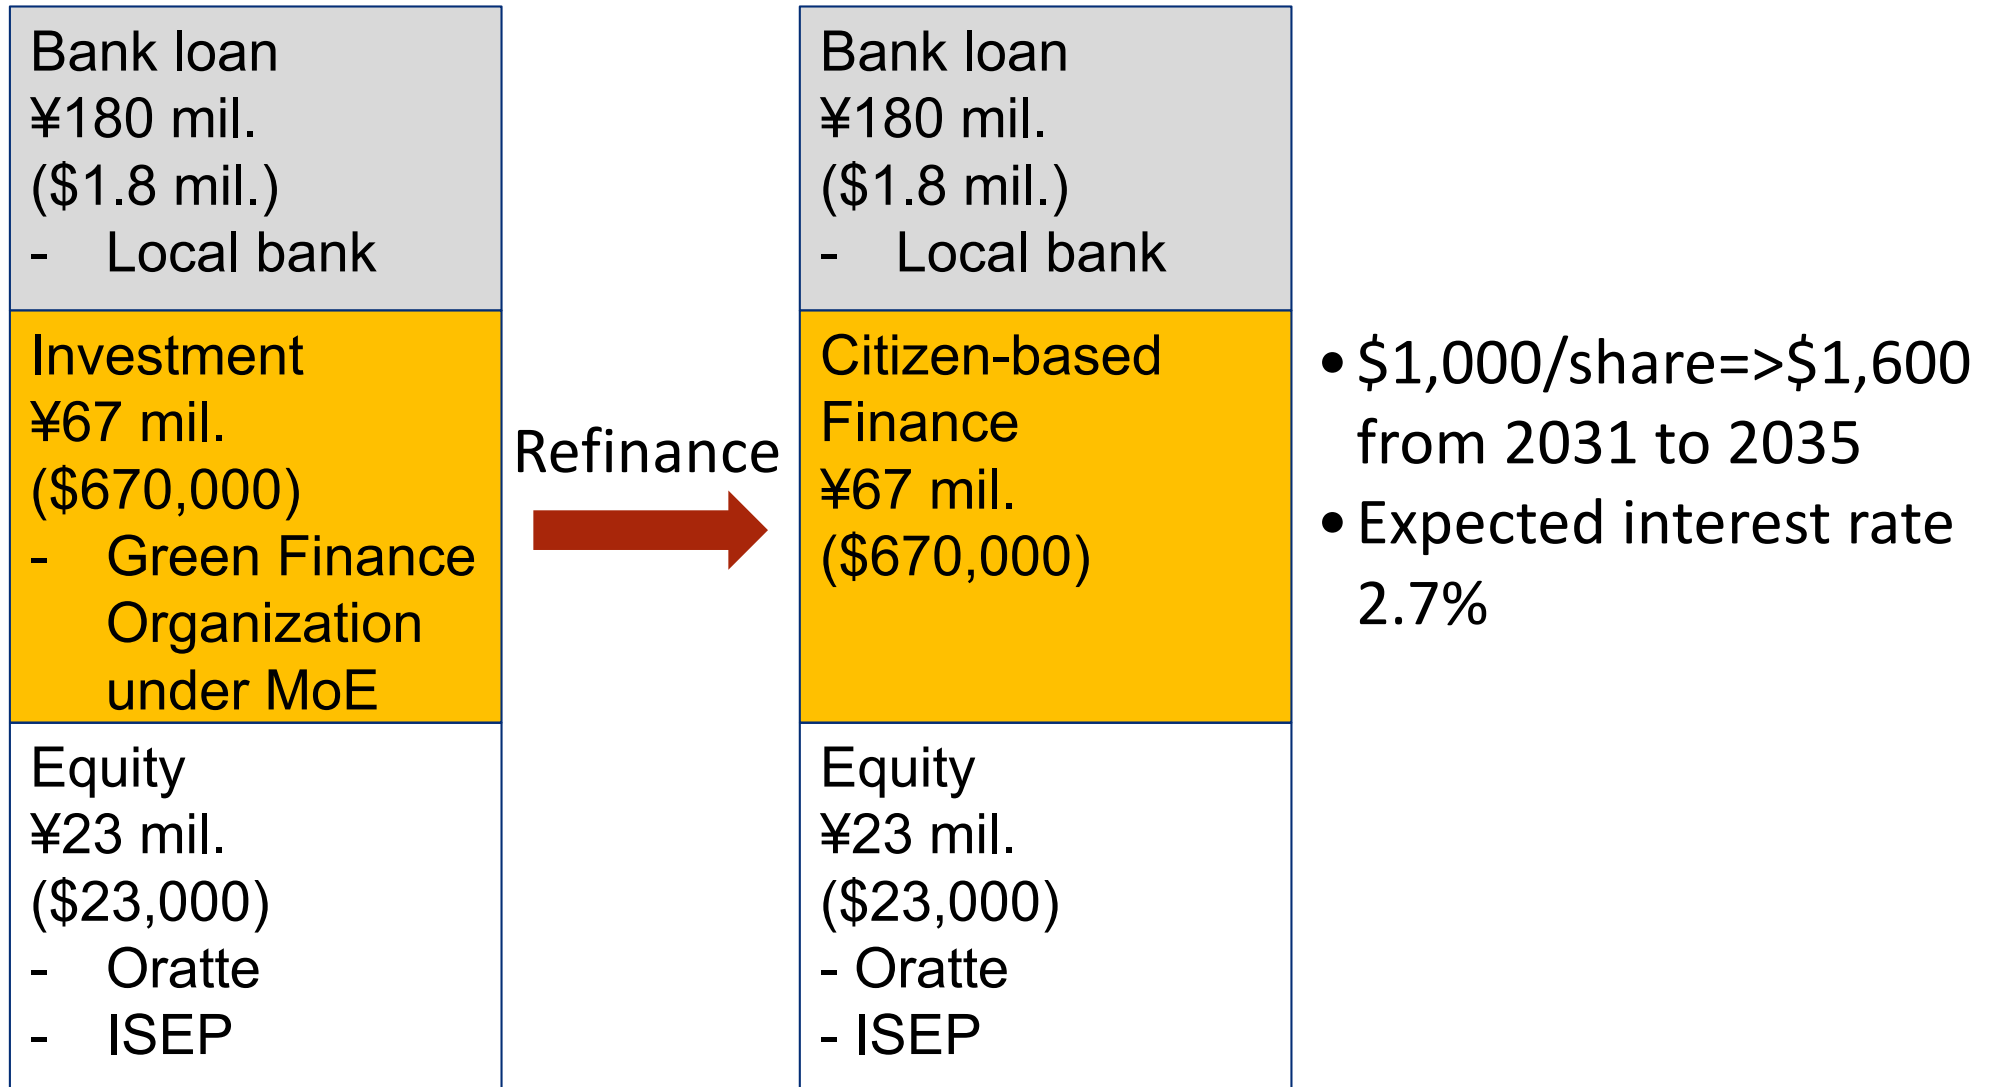 Bank loan
¥180 mil.
($1.8 mil.)
- Local bank
Investment
¥67 mil.
($670,000)
- Green Finance
Organization
under MoE
Equity
¥23 mil.
($23,000)
- Oratte
- ISEP
Refinance
Bank loan
¥180 mil.
($1.8 mil.)
- Local bank
Citizen-based
Finance
¥67 mil.
($670,000)
Equity
¥23 mil.
($23,000)
- Oratte
- ISEP
•$1,000/share=>$1,600
from 2031 to 2035
•Expected interest rate
2.7%